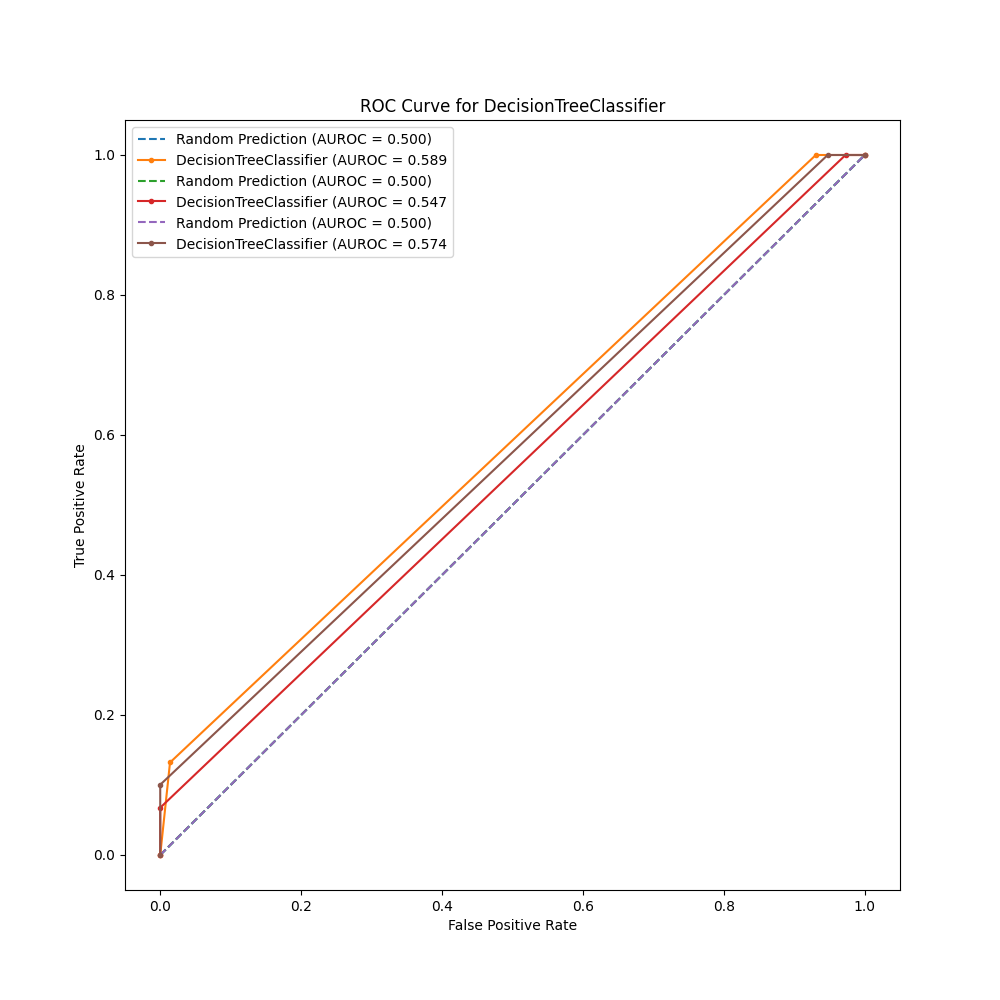 ROC Curve for DecisionTreeClassifier
Random Prediction (AUROC = 0.500)
DecisionTreeClassifier (AUROC = 0.589
Random Prediction (AUROC = 0.500)
DecisionTreeClassifier (AUROC = 0.547
Random Prediction (AUROC = 0.500)
DecisionTreeClassifier (AUROC = 0.574
1.0
0.8
0.6
0.4
0.2
0.0
True Positive Rate
0.0 0.2 0.4 0.6 0.8 1.0
False Positive Rate